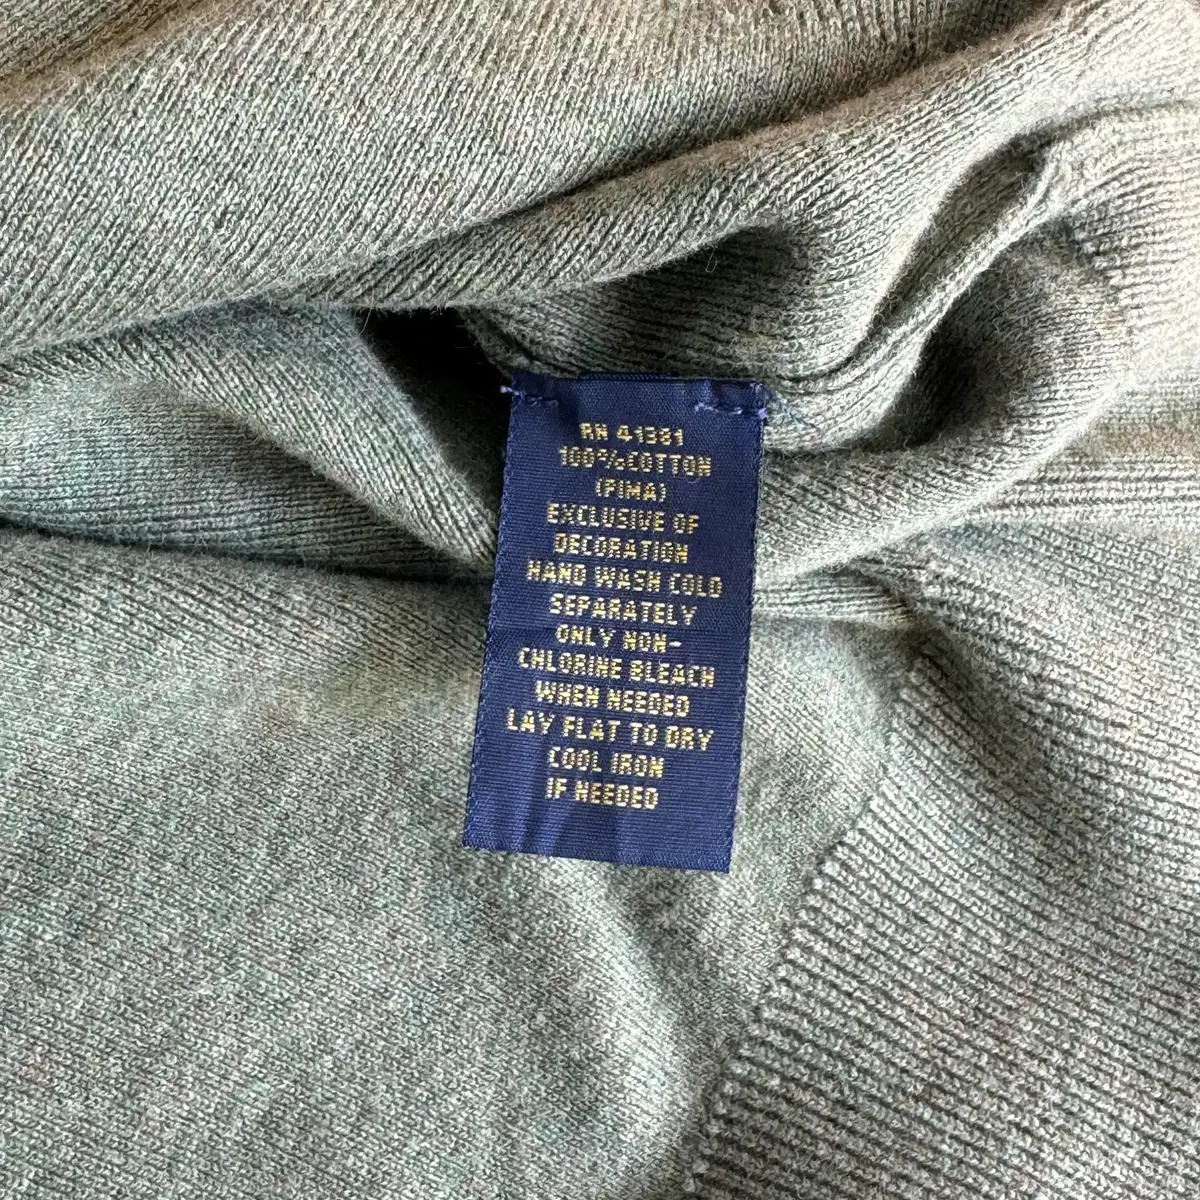 RN 41381
100%COTTON
(PIMA)
EXCLUSIVE OF
DECORATION
HAND WASH COLD
SEPARATELY
ONLY NON-
CHLORINE BLEACH
WHEN NEEDED
LAY FLAT TO DRY
COOL IRON
IF NEEDED